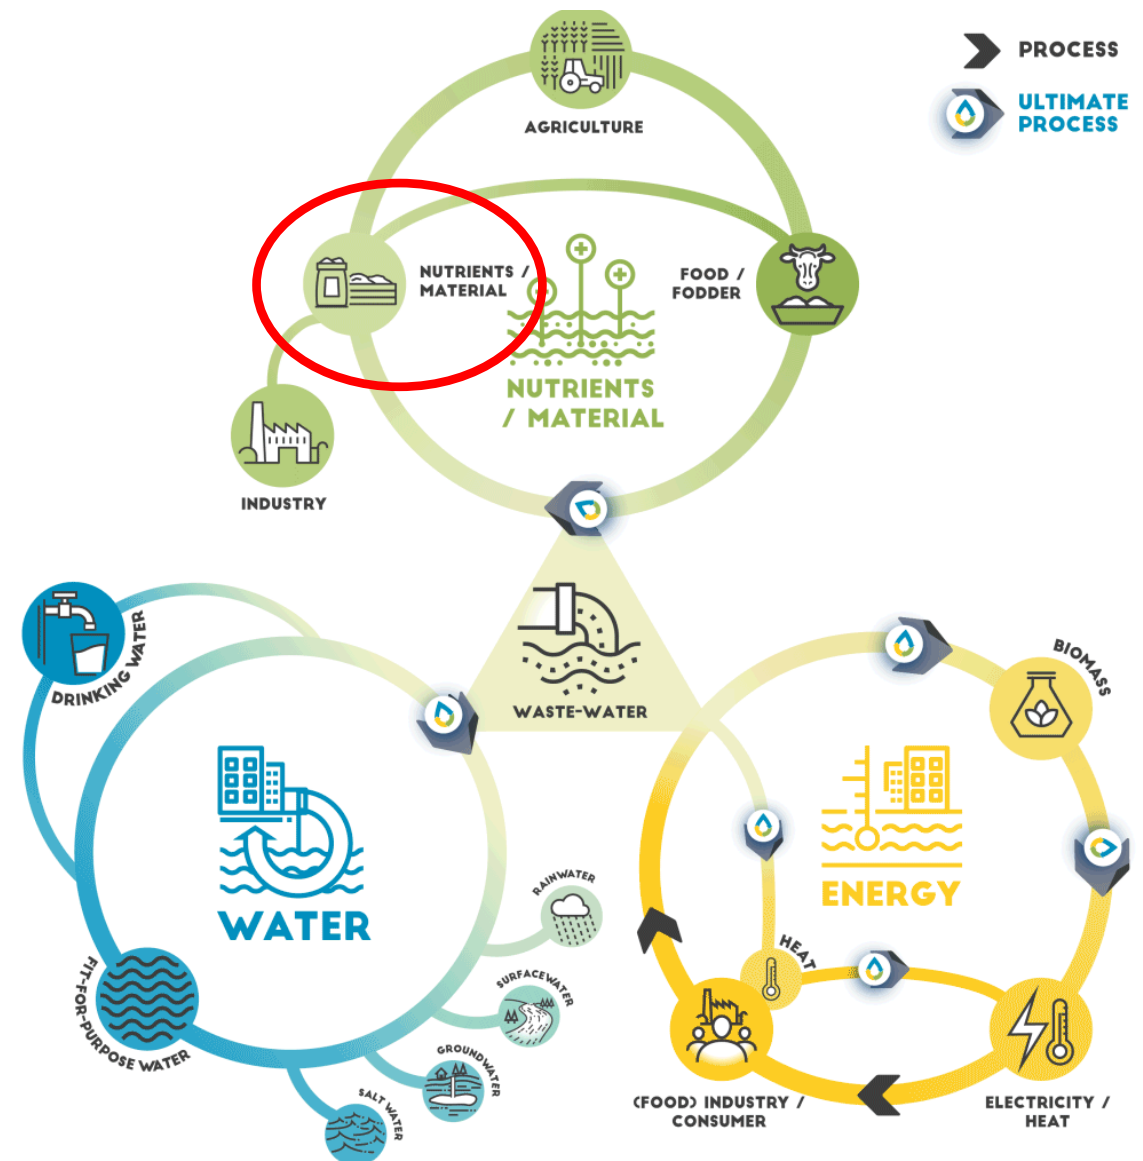 PROCESS
ULTIMATE
PROCESS
AGRICULTURE
NUTRIENTS /
MATERIAL
FOOD /
FODDER
NUTRIENTS
/ MATERIAL
INDUSTRY
WASTE-WATER
DRINKING WATER
WATER
FIT-FOR-PURPOSE WATER
RAINWATER
SURFACEWATER
GROUNDWATER
SALT WATER
BIOMASS
ENERGY
HEAT
(FOOD) INDUSTRY /
CONSUMER
ELECTRICITY /
HEAT